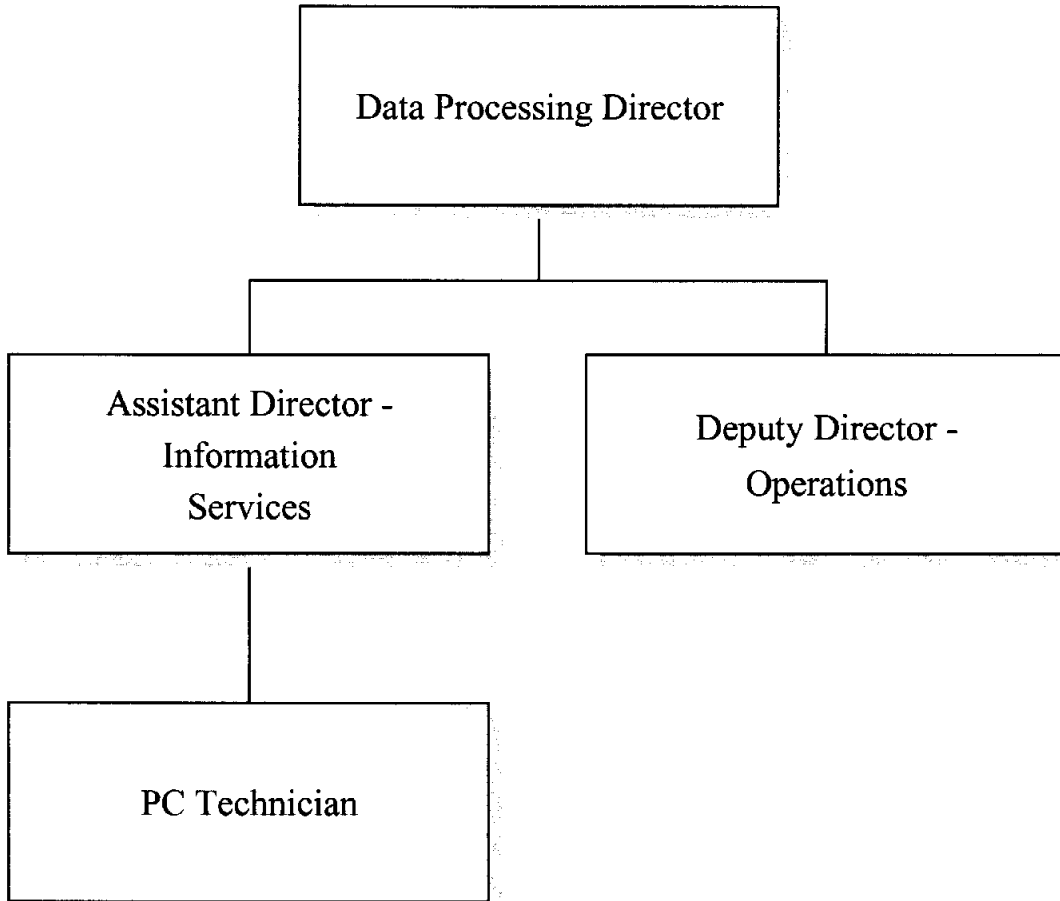 Data Processing Director
Assistant Director -
Information
Services
Deputy Director -
Operations
PC Technician